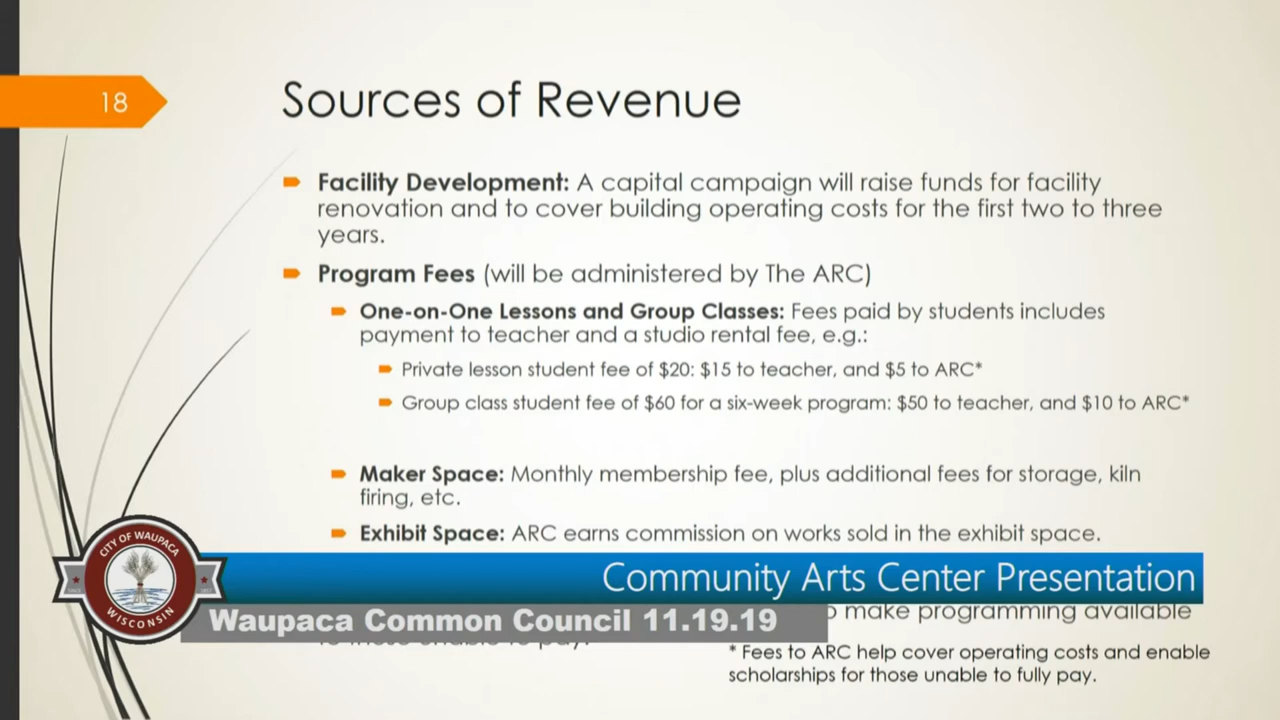 18
Sources of Revenue
Facility Development: A capital campaign will raise funds for facility
renovation and to cover building operating costs for the first two to three
years.
Program Fees (will be administered by The ARC)
One-on-One Lessons and Group Classes: Fees paid by students includes
payment to teacher and a studio rental fee, e.g.:
Private lesson student fee of $20: $15 to teacher, and $5 to ARC*
Group class student fee of $60 for a six-week program: $50 to teacher, and $10 to ARC*
Maker Space: Monthly membership fee, plus additional fees for storage, kiln
firing, etc.
Exhibit Space: ARC earns commission on works sold in the exhibit space.
CITY OF WAUPACA
WISCONSIN
Community Arts Center Presentation
make programming available
Waupaca Common Council 11.19.19
* Fees to ARC help cover operating costs and enable
scholarships for those unable to fully pay.